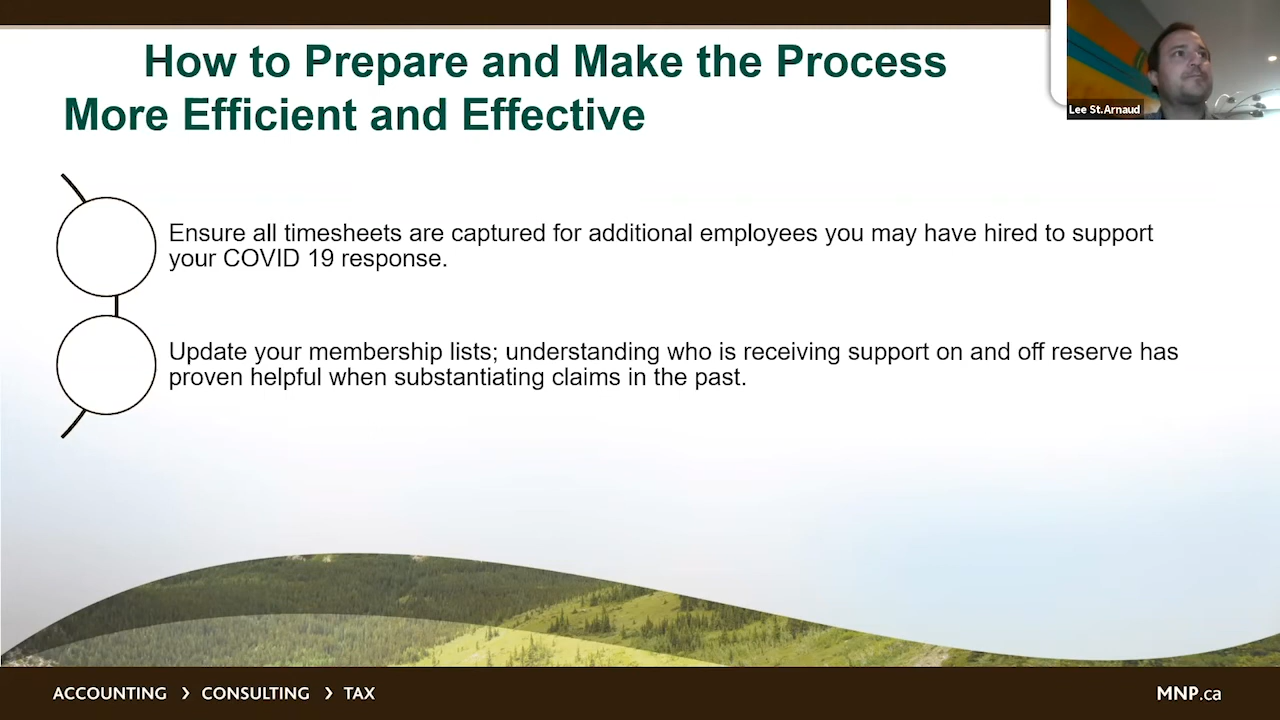 How to Prepare and Make the Process
More Efficient and Effective
Lee St.Arnaud
Ensure all timesheets are captured for additional employees you may have hired to support
your COVID 19 response.
Update your membership lists; understanding who is receiving support on and off reserve has
proven helpful when substantiating claims in the past.
ACCOUNTING › CONSULTING › TAX
MNP.ca